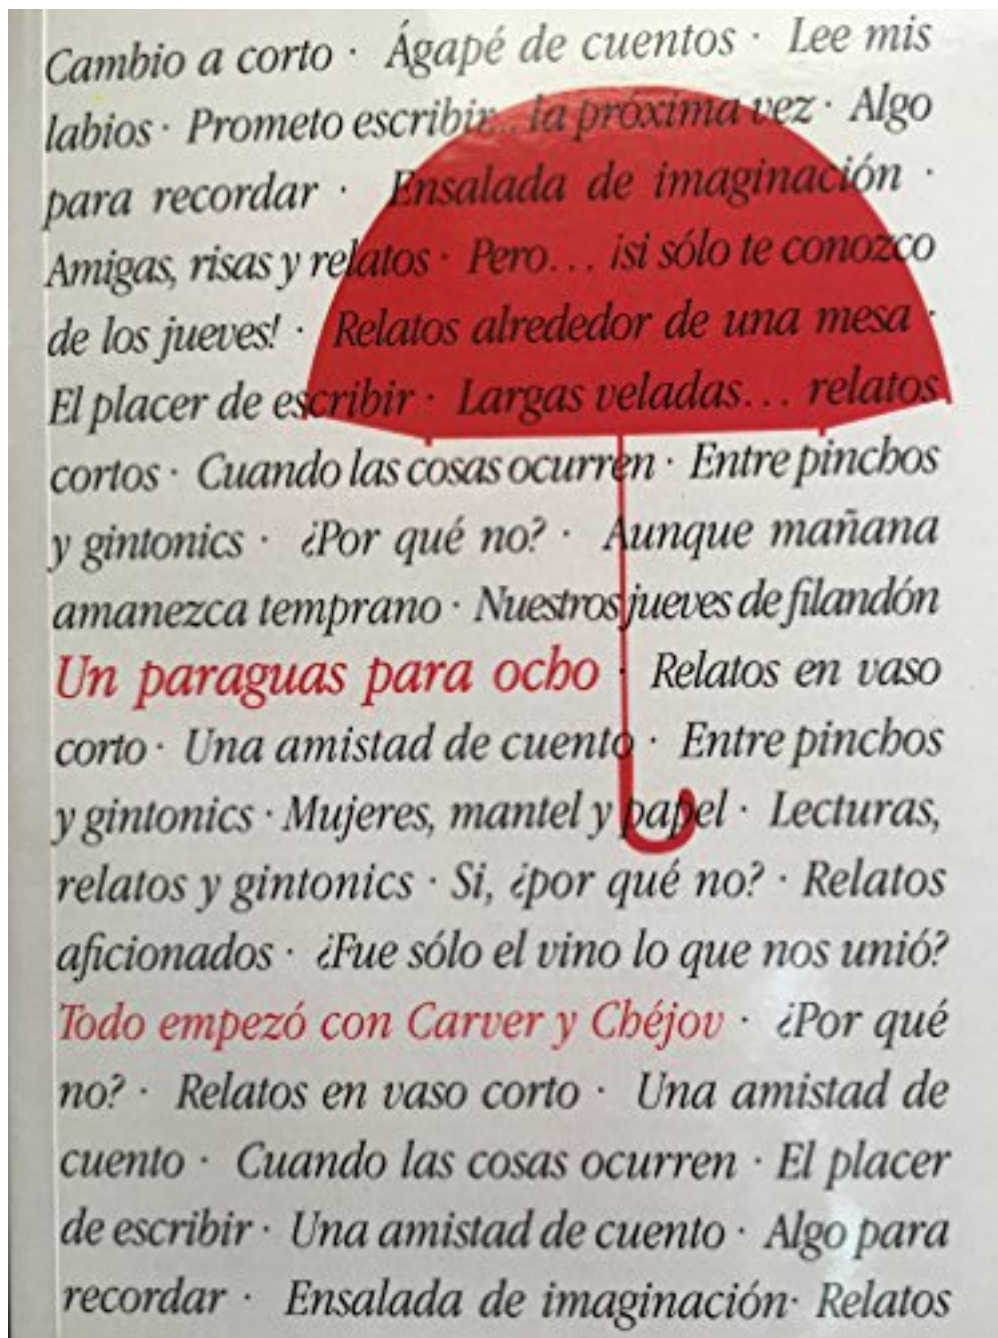 Cambio a corto · Ágapé de cuentos · Lee mis
labios · Prometo escribir... la próxima vez · Algo
para recordar · Ensalada de imaginación ·
Amigas, risas y relatos · Pero... ¡si sólo te conozco
de los jueves! · Relatos alrededor de una mesa ·
El placer de escribir · Largas veladas... relatos
cortos · Cuando las cosas ocurren · Entre pinchos
y gintonics · ¿Por qué no? · Aunque mañana
amanezca temprano · Nuestros jueves de filandón
Un paraguas para ocho · Relatos en vaso
corto · Una amistad de cuento · Entre pinchos
y gintonics · Mujeres, mantel y papel · Lecturas,
relatos y gintonics · Si, ¿por qué no? · Relatos
aficionados · ¿Fue sólo el vino lo que nos unió?
Todo empezó con Carver y Chéjov · ¿Por qué
no? · Relatos en vaso corto · Una amistad de
cuento · Cuando las cosas ocurren · El placer
de escribir · Una amistad de cuento · Algo para
recordar · Ensalada de imaginación· Relatos